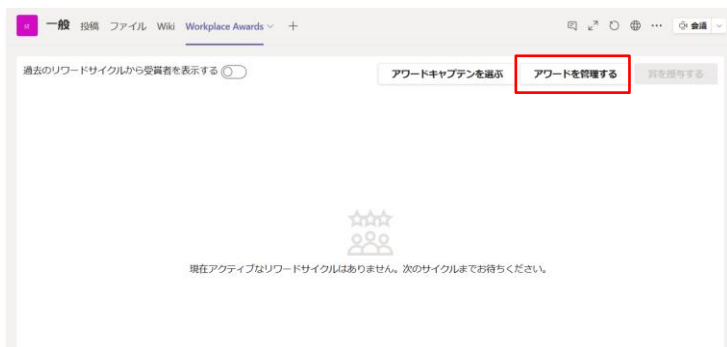 st 一般 投稿 ファイル Wiki Workplace Awards 会議
過去のリワードサイクルから受賞者を表示する
アワードキャプテンを選ぶ アワードを管理する 賞を授与する
現在アクティブなリワードサイクルはありません。次のサイクルまでお待ちください。